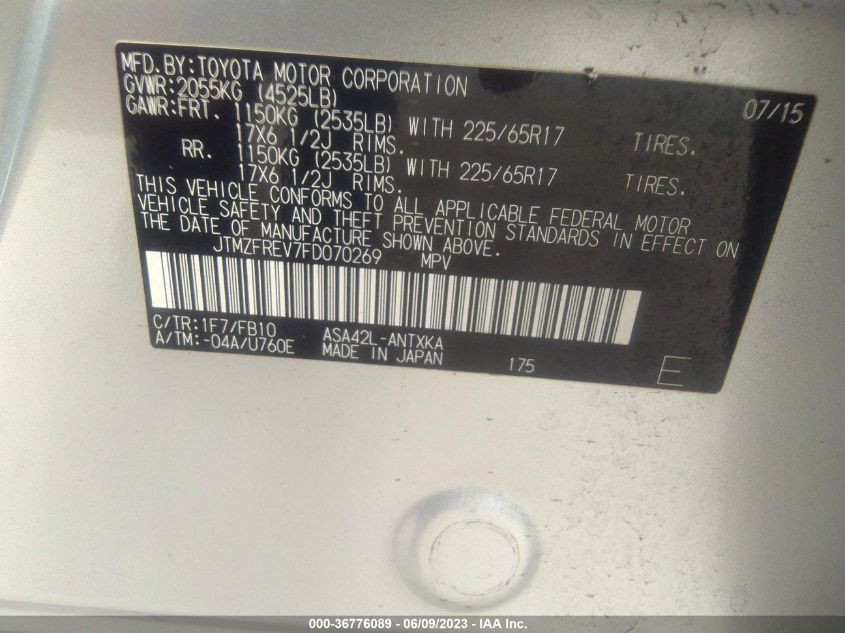 MFD.BY:TOYOTA MOTOR CORPORATION 07/15
GVWR:2055KG (4525LB)
GAWR:FRT. 1150KG (2535LB) WITH 225/65R17 TIRES.
17X6 1/2J RIMS.
RR. 1150KG (2535LB) WITH 225/65R17 TIRES.
17X6 1/2J RIMS.
THIS VEHICLE CONFORMS TO ALL APPLICABLE FEDERAL MOTOR
VEHICLE SAFETY AND THEFT PREVENTION STANDARDS IN EFFECT ON
THE DATE OF MANUFACTURE SHOWN ABOVE.
JTMZFREV7FD070269 MPV
C/TR:1F7/FB10 ASA42L-ANTXKA
A/TM:-04A/U760E MADE IN JAPAN 175 E
000-36776089 - 06/09/2023 - IAA Inc.